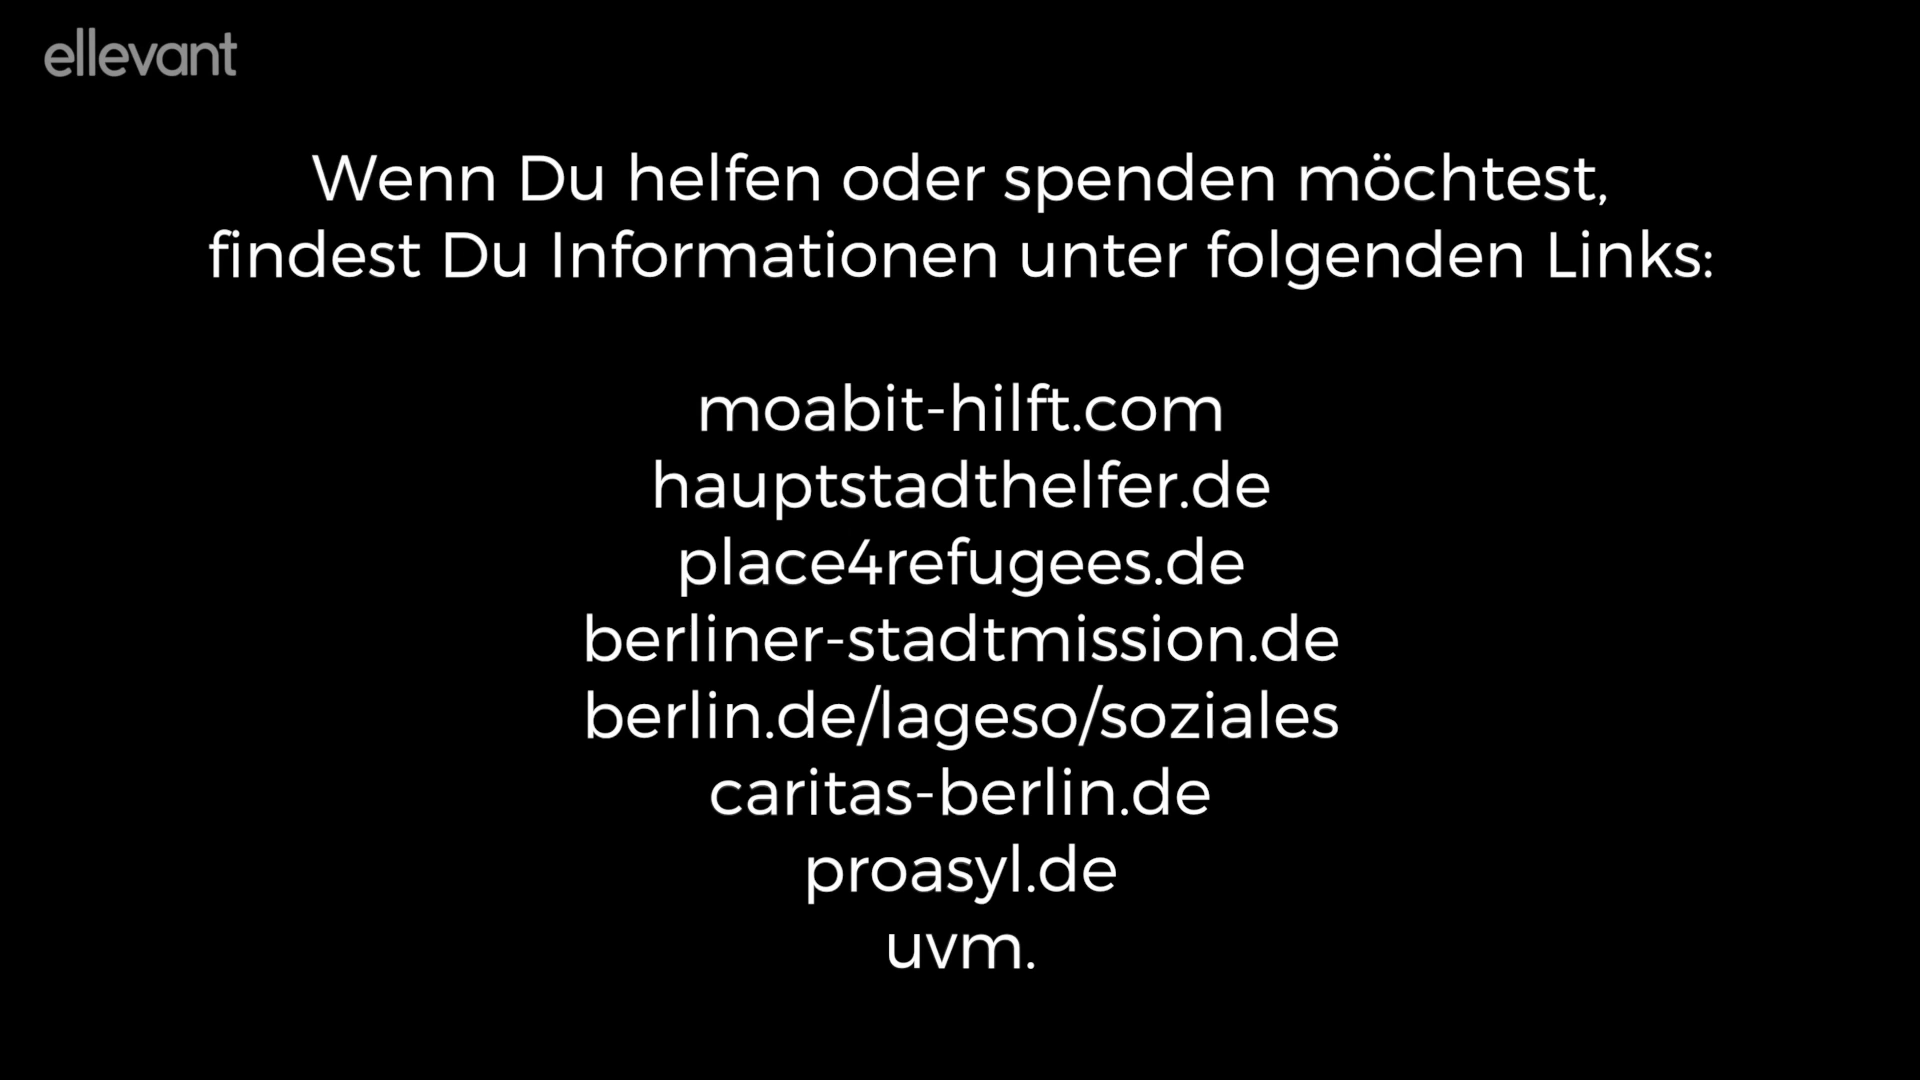 ellevant
Wenn Du helfen oder spenden möchtest,
findest Du Informationen unter folgenden Links:
moabit-hilft.com
hauptstadthelfer.de
place4refugees.de
berliner-stadtmission.de
berlin.de/lageso/soziales
caritas-berlin.de
proasyl.de
uvm.